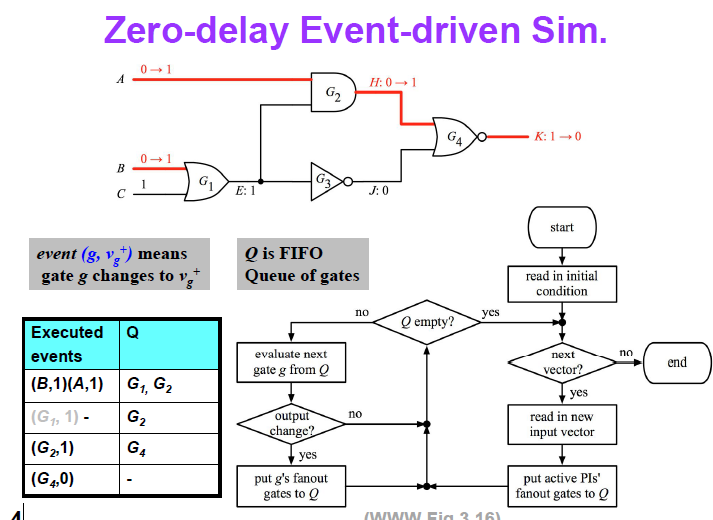 Zero-delay Event-driven Sim.
A 0→1
G2
H: 0→1
G4
K: 1→0
B 0→1
C 1
G1
E: 1
G3
J: 0
event (g, vg+) means
gate g changes to vg+
Q is FIFO
Queue of gates
Executed events Q
(B,1)(A,1) G1, G2
(G1, 1) - G2
(G2,1) G4
(G4,0) -
start
read in initial
condition
no
Q empty?
yes
evaluate next
gate g from Q
next
vector?
no
end
yes
output
change?
no
read in new
input vector
yes
put g's fanout
gates to Q
put active PIs'
fanout gates to Q
(WWW Fig 3.16)
4